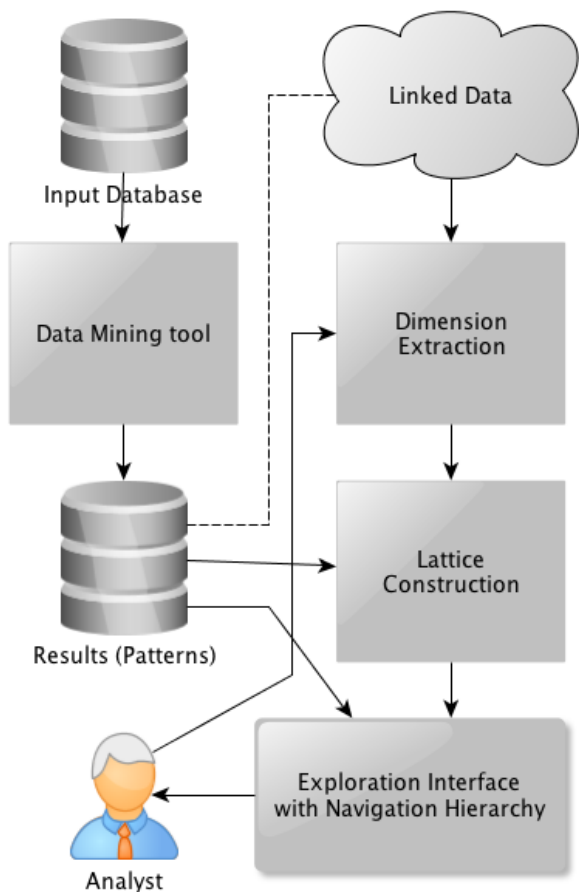 Linked Data
Input Database
Data Mining tool
Dimension
Extraction
Lattice
Construction
Results (Patterns)
Exploration Interface
with Navigation Hierarchy
Analyst